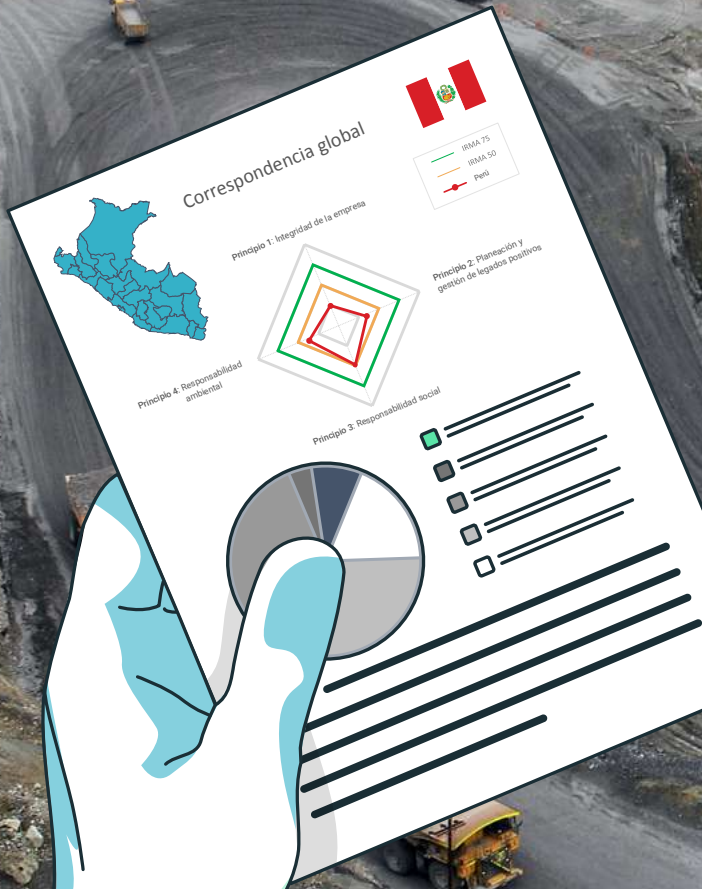 Correspondencia global
IRMA 75
IRMA 50
Perú
Principio 1: Integridad de la empresa
Principio 2: Planeación y
gestión de legados positivos
Principio 4: Responsabilidad
ambiental
Principio 3: Responsabilidad social